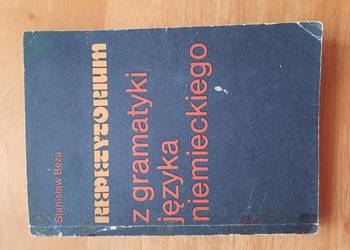 Stanisław Bęza
REPETYTORIUM
z gramatyki
języka
niemieckiego